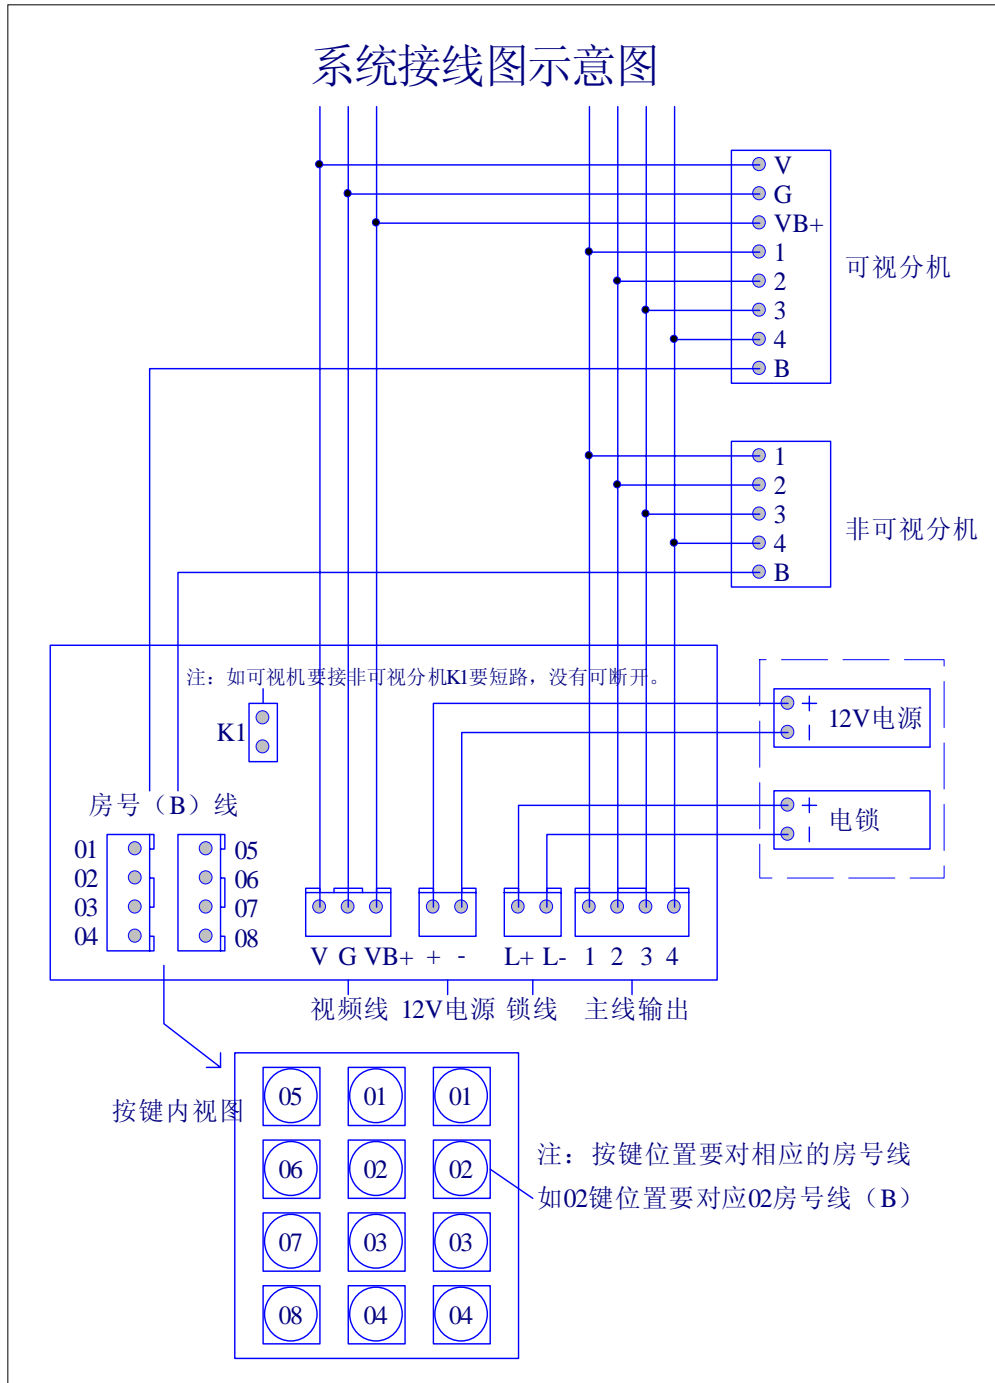 系统接线图示意图
V
G
VB+
1
2
3
4
B
可视分机
1
2
3
4
B
非可视分机
注：如可视机要接非可视分机K1要短路，没有可断开。
K1
房号（B）线
01
02
03
04
05
06
07
08
+
-
12V电源
+
-
电锁
V G VB+ + - L+ L- 1 2 3 4
视频线 12V电源 锁线 主线输出
按键内视图
05 01 01
06 02 02
07 03 03
08 04 04
注：按键位置要对相应的房号线
如02键位置要对应02房号线（B）